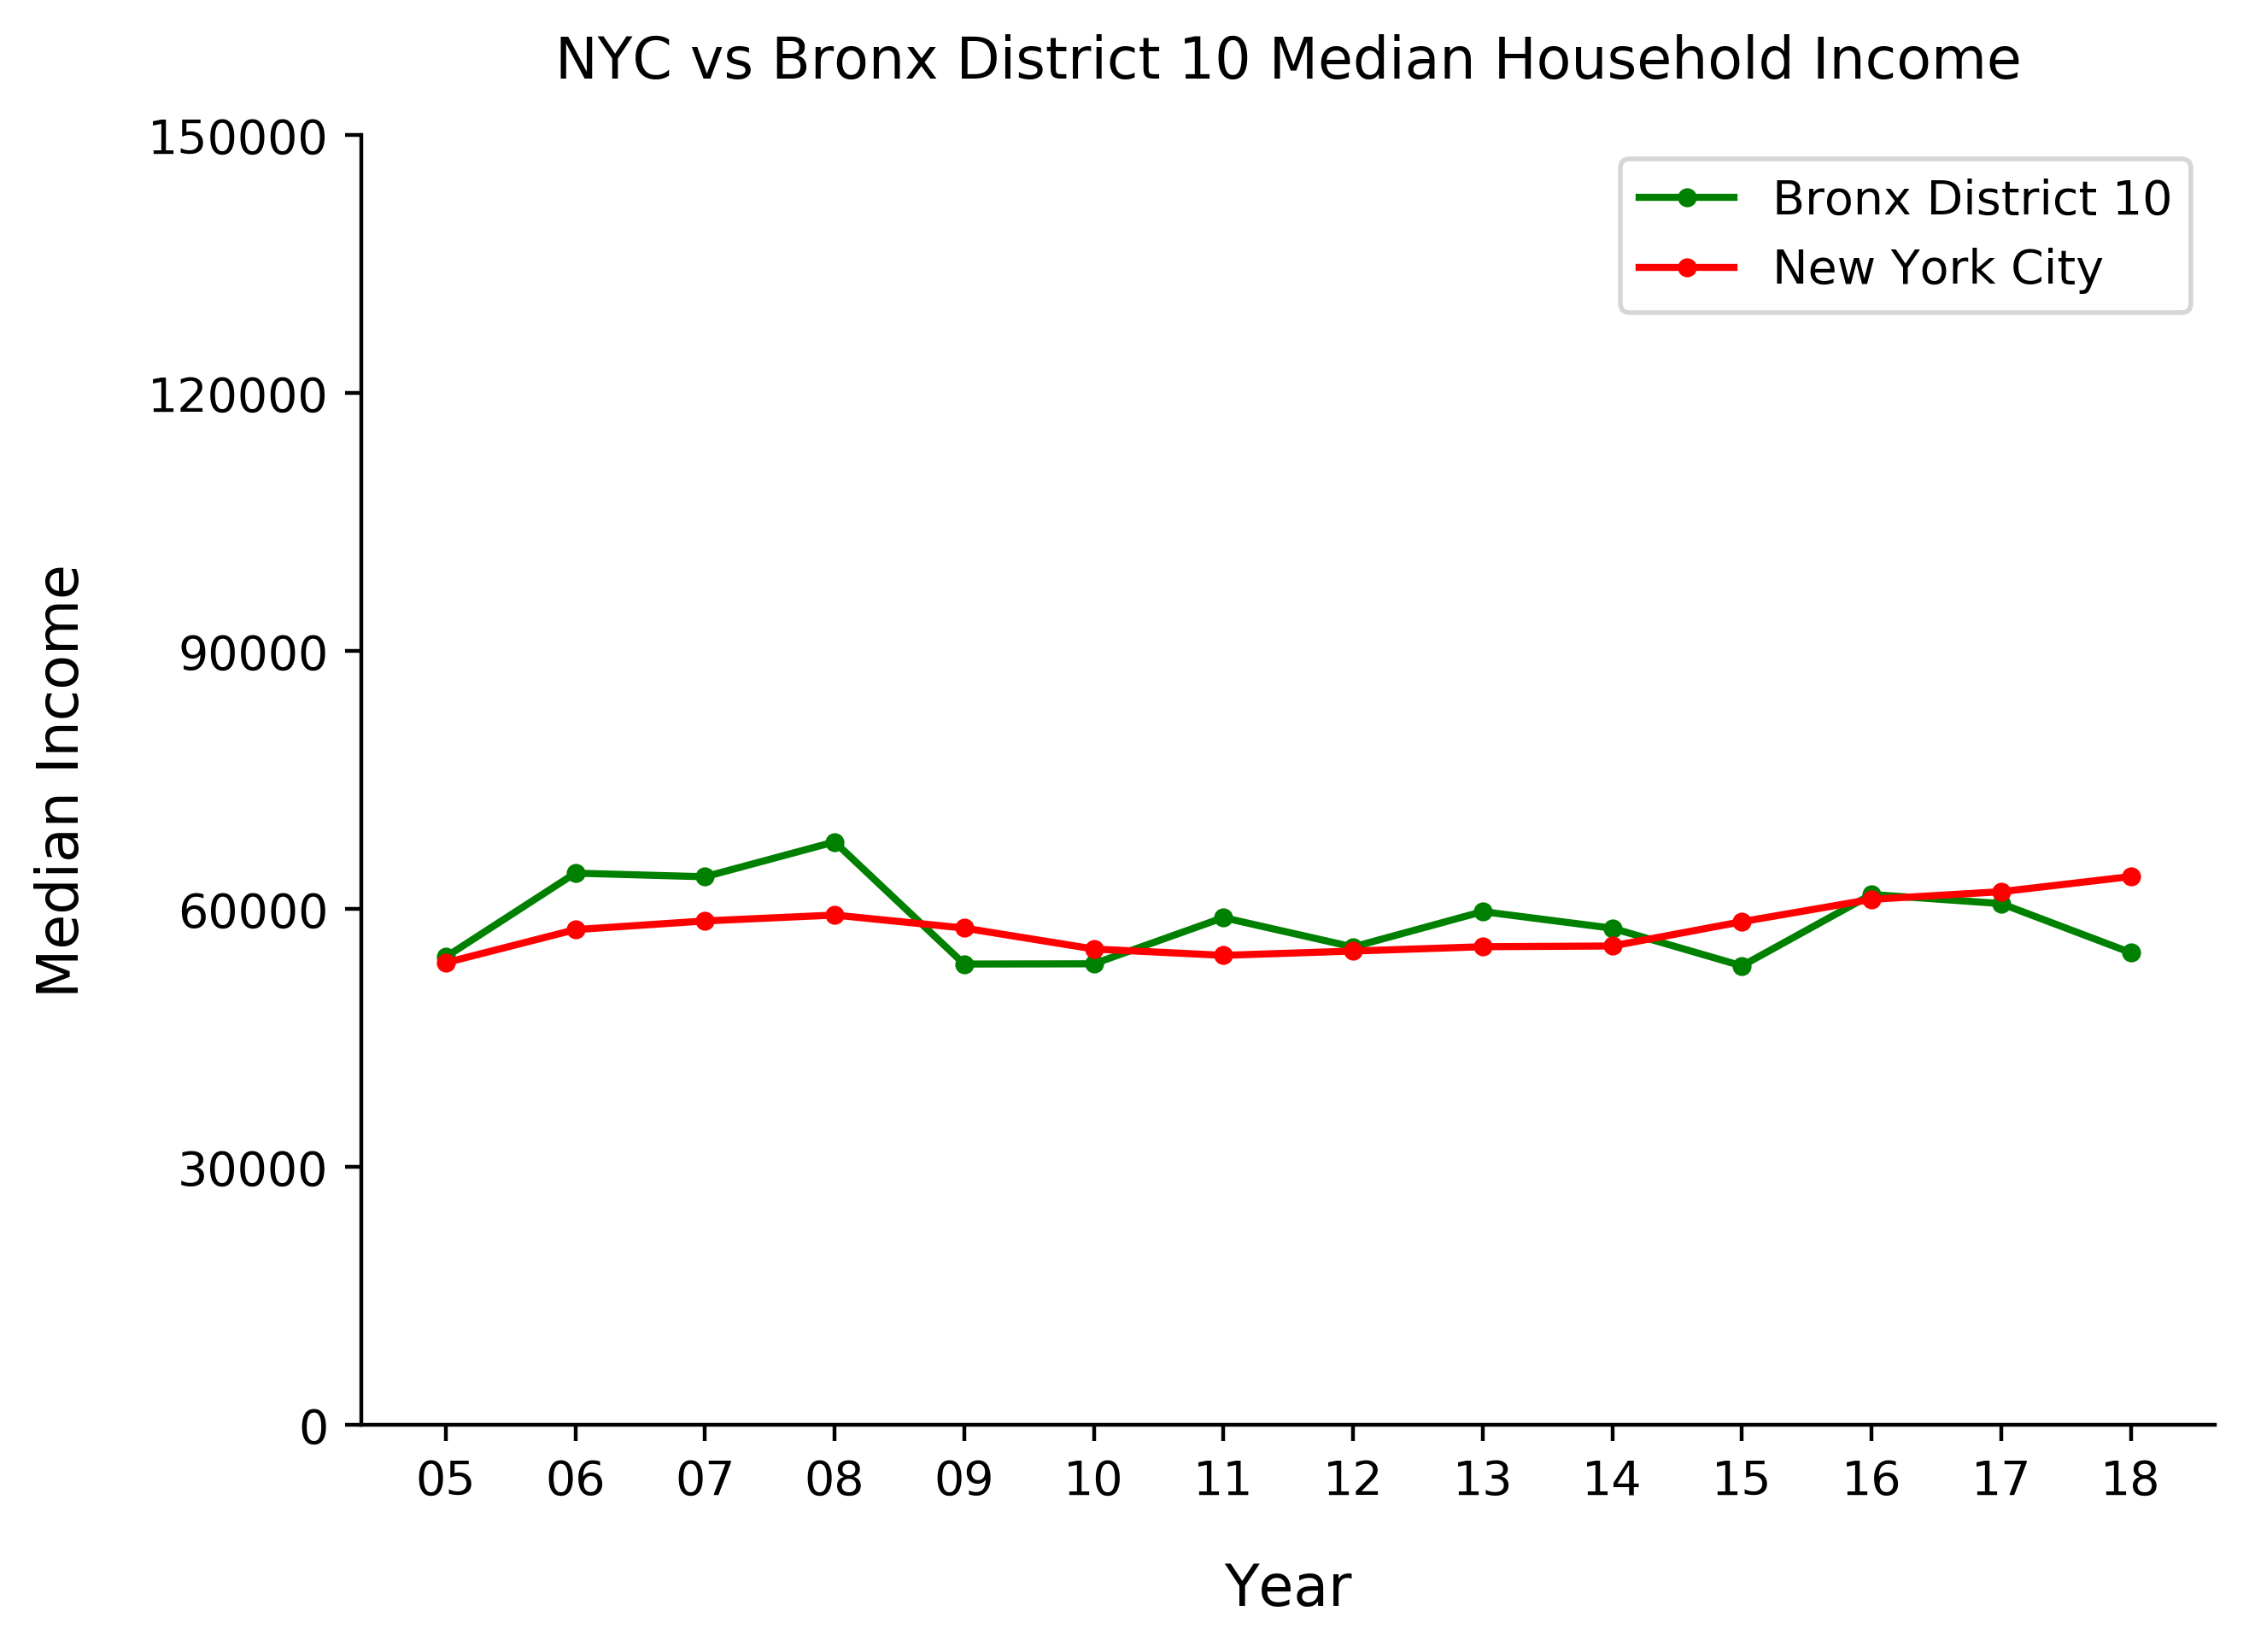 NYC vs Bronx District 10 Median Household Income
150000
120000
90000
60000
30000
0
Median Income
Bronx District 10
New York City
05 06 07 08 09 10 11 12 13 14 15 16 17 18
Year